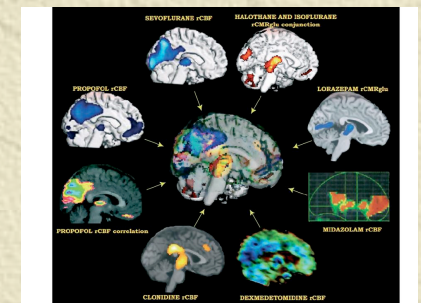 SEVOFLURANE rCBF
HALOTHANE AND ISOFLURANE
rCMRglu conjunction
PROPOFOL rCBF
LORAZEPAM rCMRglu
PROPOFOL rCBF correlation
MIDAZOLAM rCBF
CLONIDINE rCBF
DEXMEDETOMIDINE rCBF